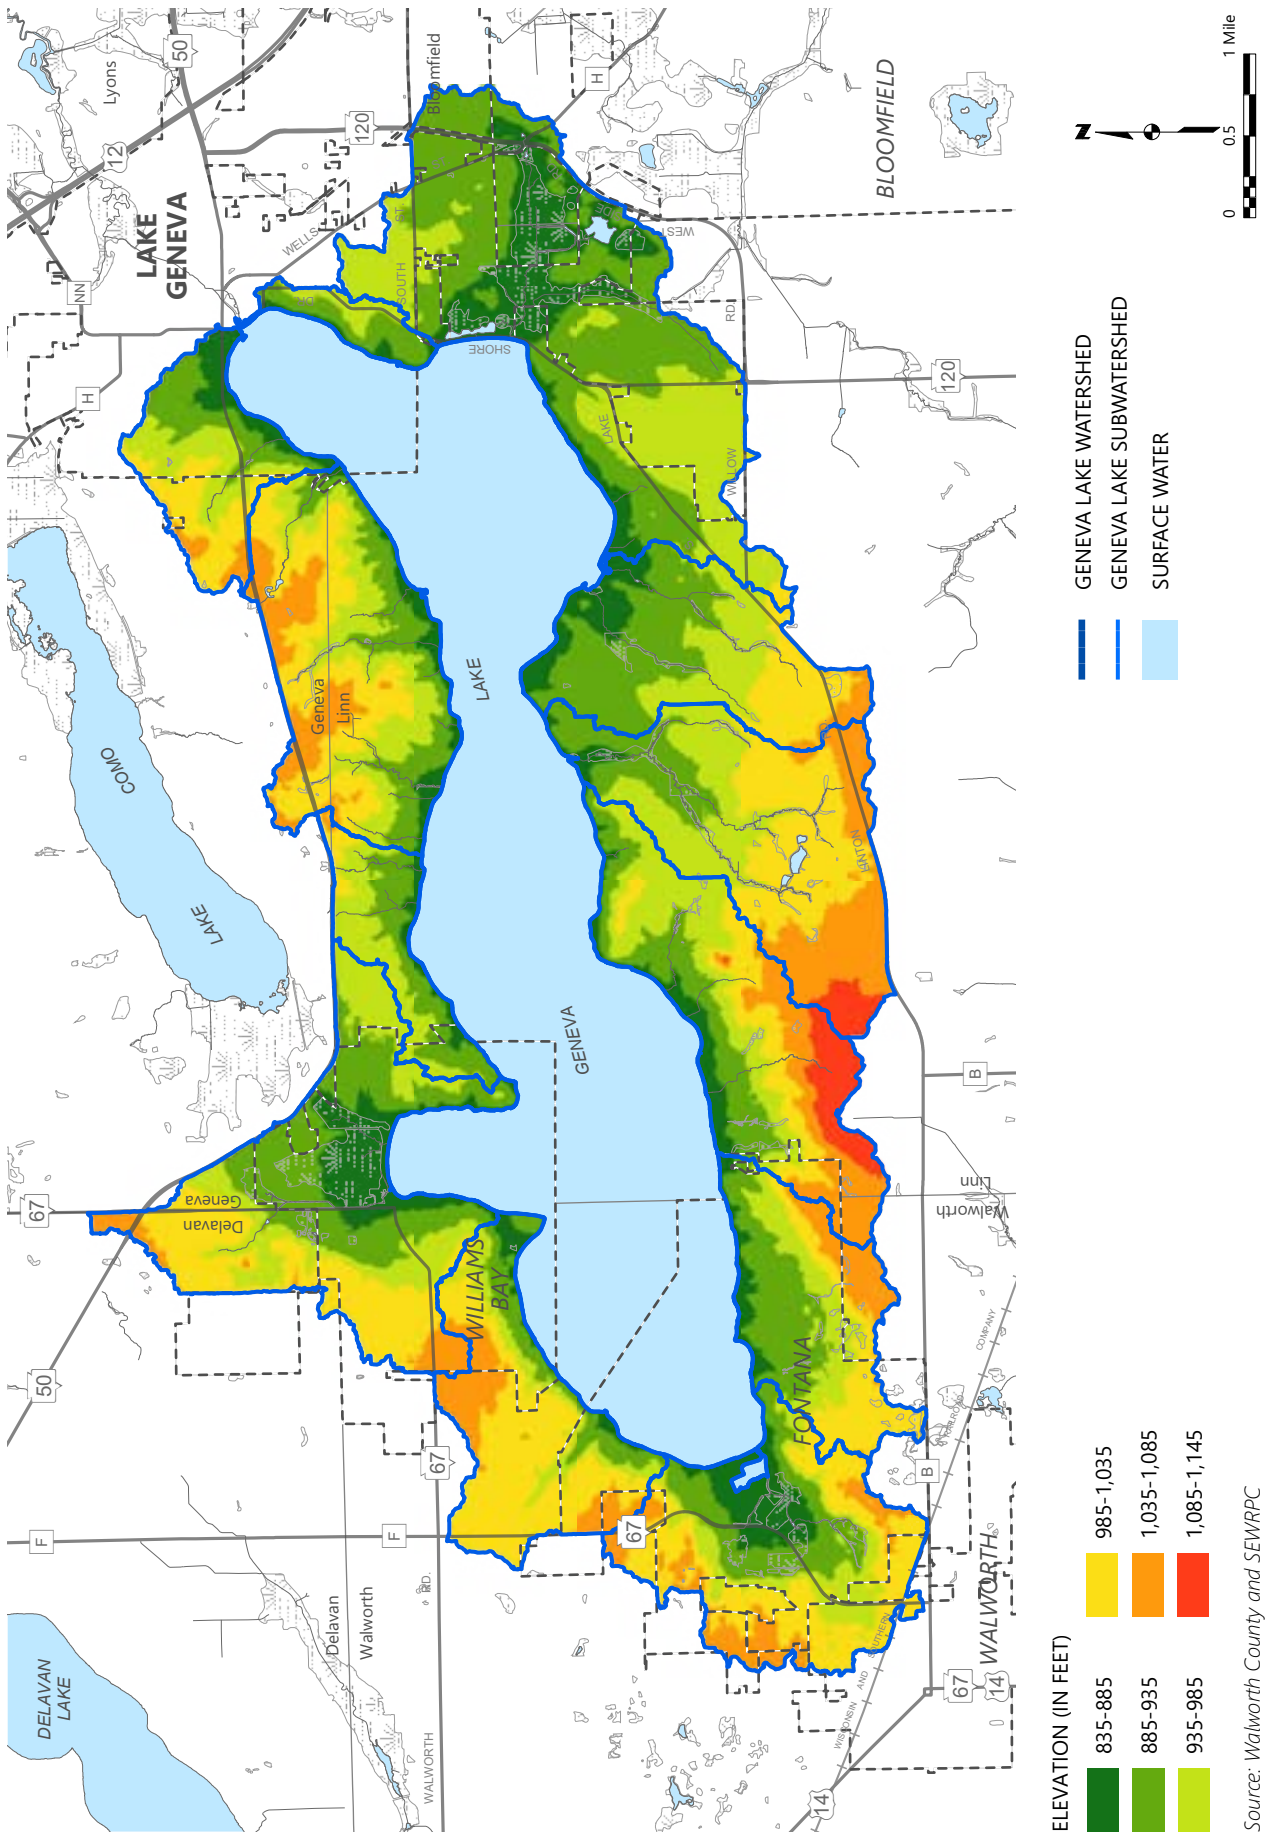 Lyons
50
12
LAKE
GENEVA
NN
H
120
Bloomfield
H
BLOOMFIELD
WELLS
ST.
SOUTH
DR.
SHORE
WEST
RD.
120
LAKE
WILLOW
COMO
LAKE
Geneva
Linn
LAKE
GENEVA
RD.
LINTON
B
Linn
Walworth
67
Geneva
Delavan
50
WILLIAMS
BAY
FONTANA
67
F
F
67
B
RAILROAD
COMPANY
WALWORTH
67
14
14
WISCONSIN
AND
SOUTHERN
DELAVAN
LAKE
Delavan
Walworth
WALWORTH
RD.
Z
0
0.5
1 Mile
GENEVA LAKE WATERSHED
GENEVA LAKE SUBWATERSHED
SURFACE WATER
ELEVATION (IN FEET)
835-885
885-935
935-985
985-1,035
1,035-1,085
1,085-1,145
Source: Walworth County and SEWRPC